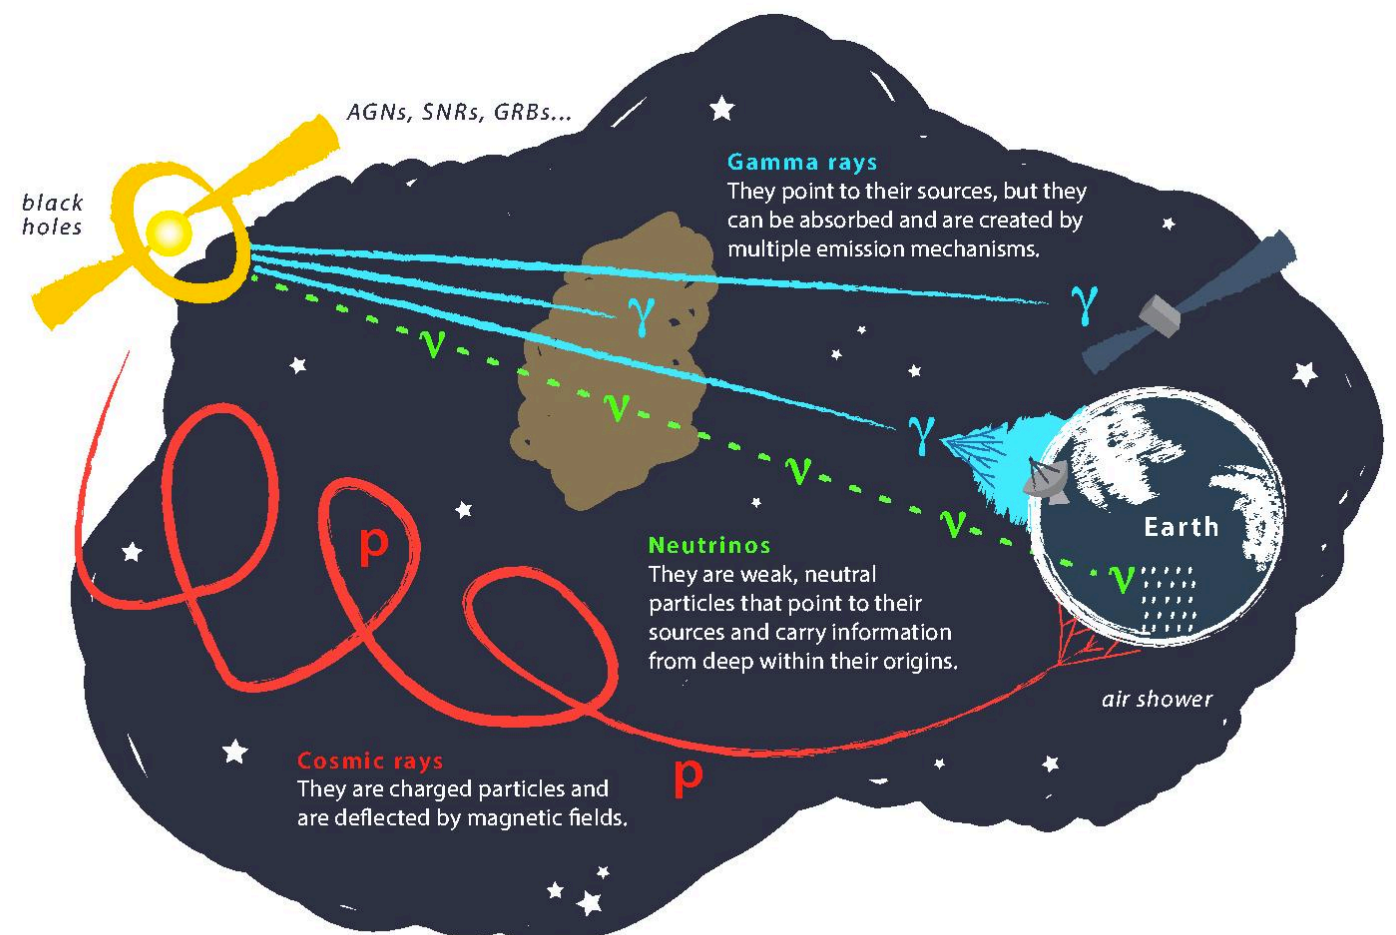 AGNs, SNRs, GRBs...
black
holes
Gamma rays
They point to their sources, but they
can be absorbed and are created by
multiple emission mechanisms.
γ
γ
ν
ν
γ
ν
ν
Earth
ν
p
Neutrinos
They are weak, neutral
particles that point to their
sources and carry information
from deep within their origins.
air shower
Cosmic rays
They are charged particles and
are deflected by magnetic fields.
p